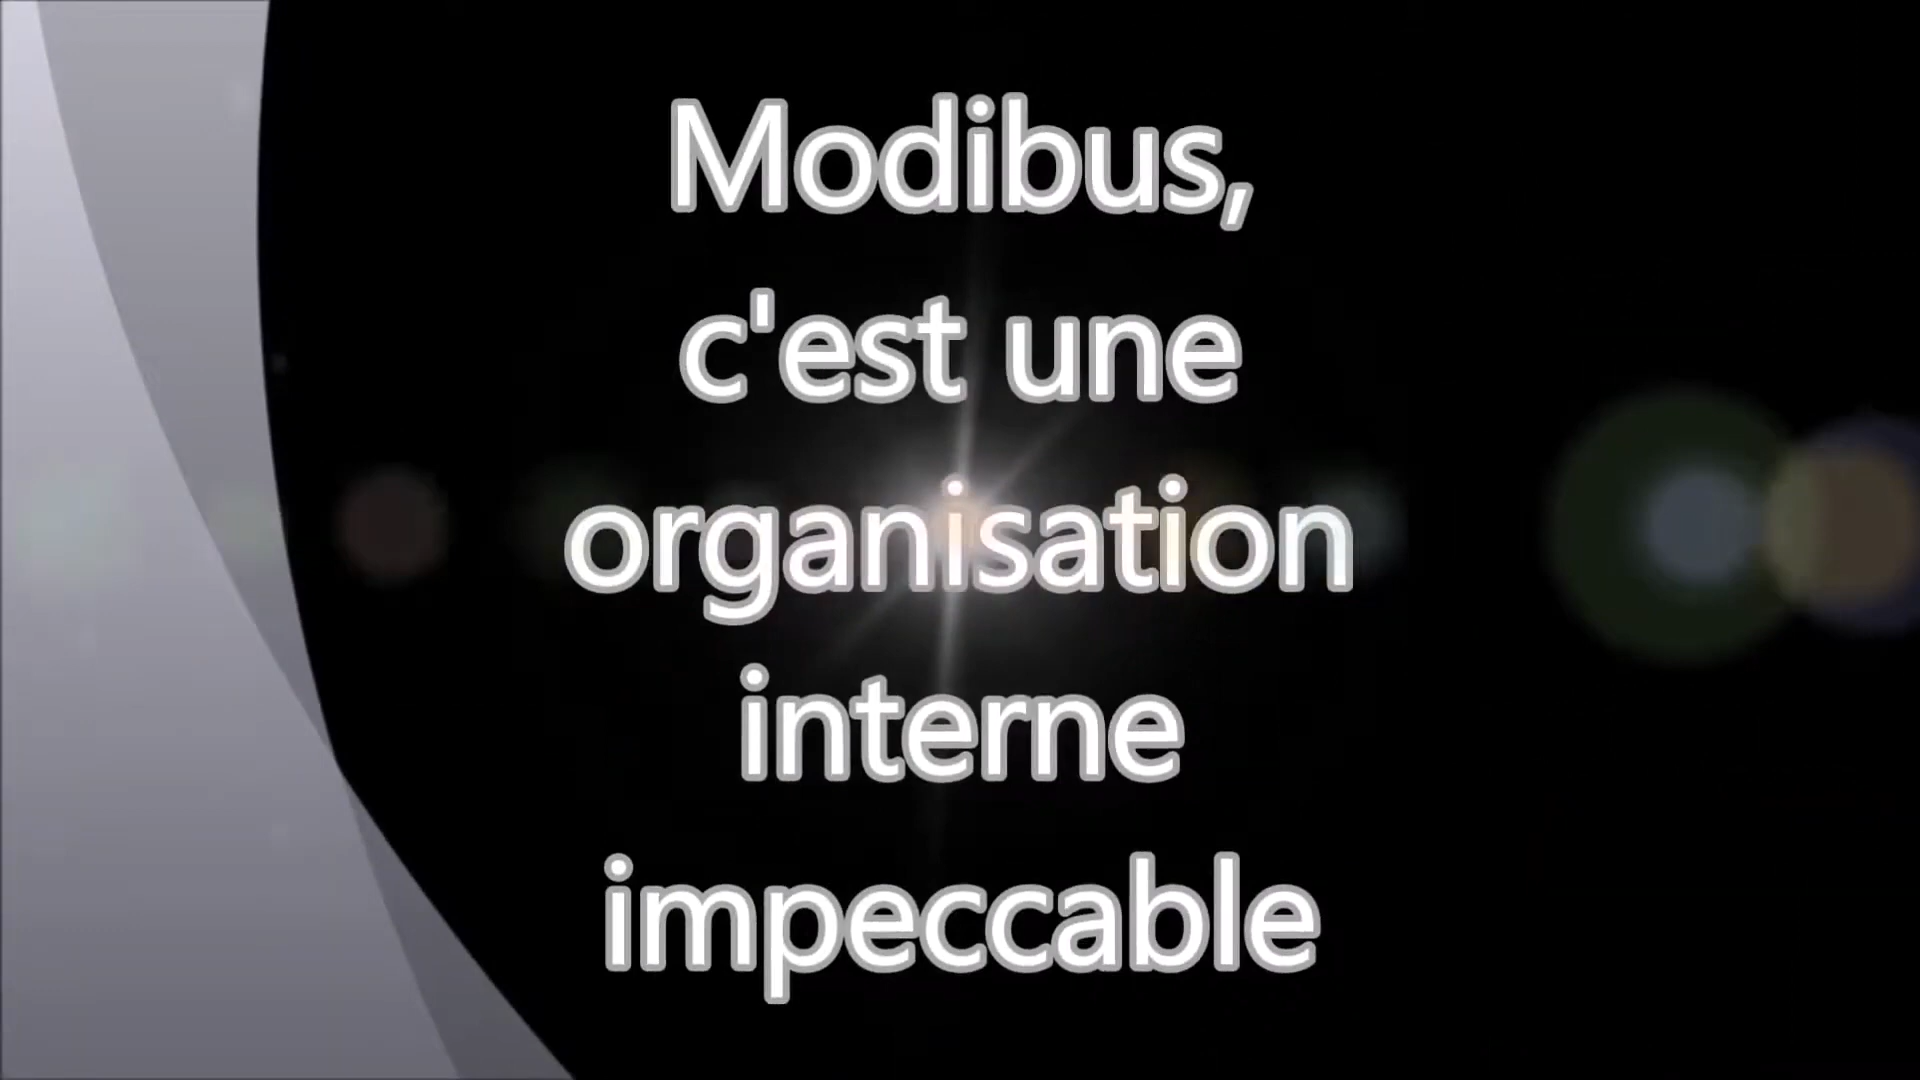 Modibus,
c'est une
organisation
interne
impeccable